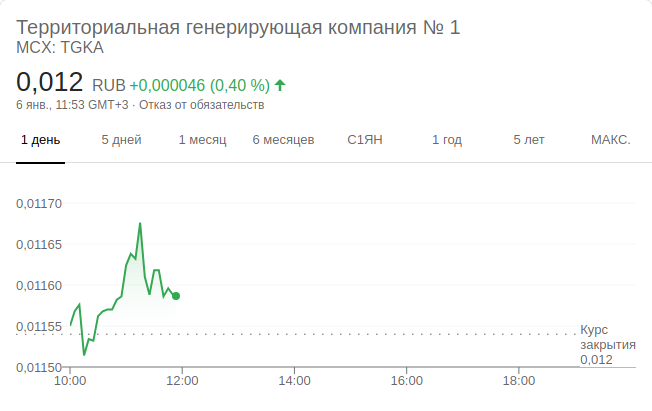 Территориальная генерирующая компания № 1
MCX: TGKA
0,012 RUB +0,000046 (0,40 %)
6 янв., 11:53 GMT+3 · Отказ от обязательств
1 день 5 дней 1 месяц 6 месяцев С1ЯН 1 год 5 лет МАКС.
0,01170
0,01165
0,01160
0,01155
Курс
закрытия
0,012
0,01150
10:00 12:00 14:00 16:00 18:00